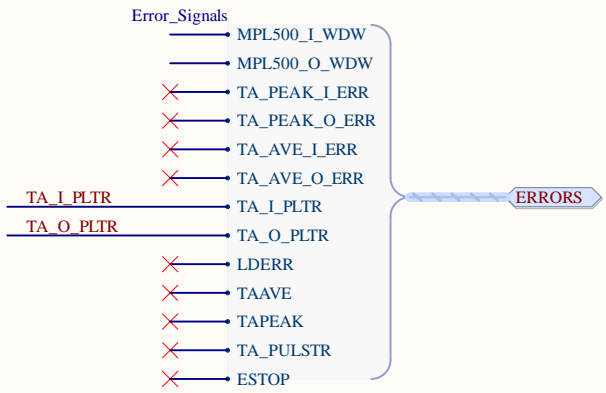 Error_Signals
MPL500_I_WDW
MPL500_O_WDW
TA_PEAK_I_ERR
TA_PEAK_O_ERR
TA_AVE_I_ERR
TA_AVE_O_ERR
TA_I_PLTR
TA_I_PLTR
ERRORS
TA_O_PLTR
TA_O_PLTR
LDERR
TAAVE
TAPEAK
TA_PULSTR
ESTOP